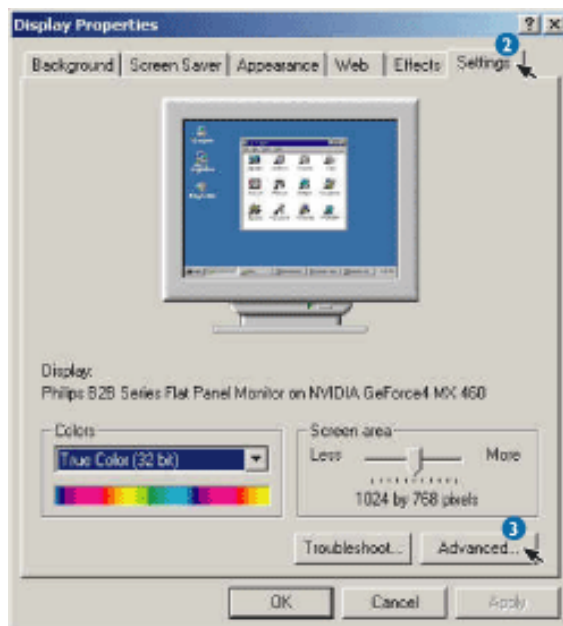 Display Properties
2
Background Screen Saver Appearance Web Effects Settings
Display:
Philips B2B Series Flat Panel Monitor on NVIDIA GeForce4 MX 460
Colors
True Color (32 bit)
Screen area
Less More
1024 by 768 pixels
3
Troubleshoot... Advanced...
OK Cancel Apply